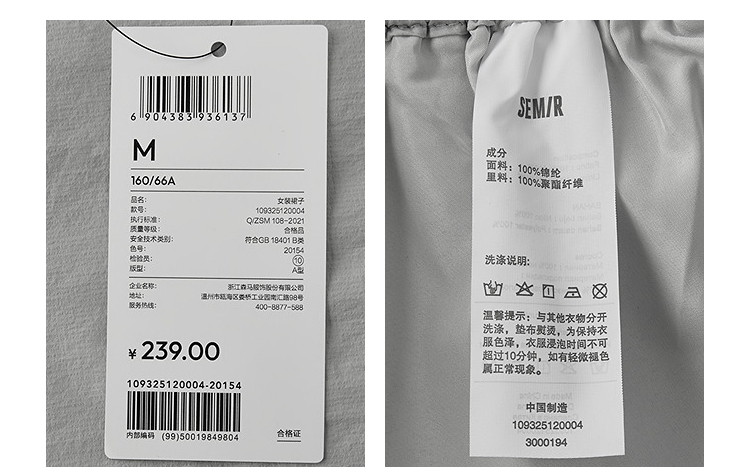 6 904383 936137
M
160/66A
品名: 女装裙子
款号: 109325120004
执行标准: Q/ZSM 108-2021
质量等级: 合格品
安全技术类别: 符合GB 18401 B类
色号: 20154
检验员: 10
版型: A型
企业名称: 浙江森马服饰股份有限公司
地址: 温州市瓯海区娄桥工业园南汇路98号
服务热线: 400-8877-588
¥ 239.00
109325120004-20154
内部编码 (99)50019849804
合格证
SEMIR
成分
面料：100%锦纶
里料：100%聚酯纤维
洗涤说明：
温馨提示：与其他衣物分开
洗涤，垫布熨烫，为保持衣
服色泽，衣服浸泡时间不可
超过10分钟，如有轻微褪色
属正常现象。
中国制造
109325120004
3000194